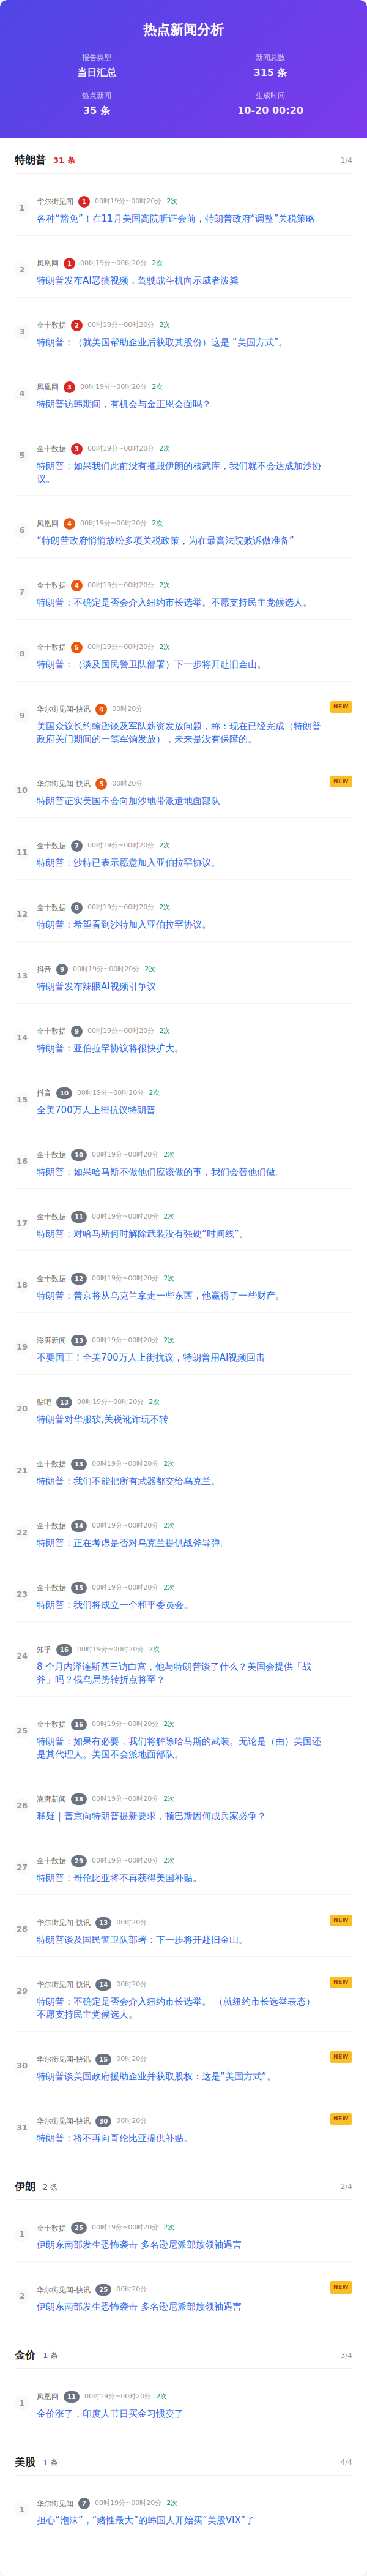 热点新闻分析
报告类型
当日汇总
新闻总数
315 条
热点新闻
35 条
生成时间
10-20 00:20
特朗普 31 条 1/4
1 华尔街见闻 1 00时19分~00时20分 2次
各种“豁免”！在11月美国高院听证会前，特朗普政府“调整”关税策略
2 凤凰网 1 00时19分~00时20分 2次
特朗普发布AI恶搞视频，驾驶战斗机向示威者泼粪
3 金十数据 2 00时19分~00时20分 2次
特朗普：（就美国帮助企业后获取其股份）这是 “美国方式”。
4 凤凰网 3 00时19分~00时20分 2次
特朗普访韩期间，有机会与金正恩会面吗？
5 金十数据 3 00时19分~00时20分 2次
特朗普：如果我们此前没有摧毁伊朗的核武库，我们就不会达成加沙协
议。
6 凤凰网 4 00时19分~00时20分 2次
“特朗普政府悄悄放松多项关税政策，为在最高法院败诉做准备”
7 金十数据 4 00时19分~00时20分 2次
特朗普：不确定是否会介入纽约市长选举。不愿支持民主党候选人。
8 金十数据 5 00时19分~00时20分 2次
特朗普：（谈及国民警卫队部署）下一步将开赴旧金山。
9 华尔街见闻-快讯 4 00时20分 NEW
美国众议长约翰逊谈及军队薪资发放问题，称：现在已经完成（特朗普
政府关门期间的一笔军饷发放），未来是没有保障的。
10 华尔街见闻-快讯 5 00时20分 NEW
特朗普证实美国不会向加沙地带派遣地面部队
11 金十数据 7 00时19分~00时20分 2次
特朗普：沙特已表示愿意加入亚伯拉罕协议。
12 金十数据 8 00时19分~00时20分 2次
特朗普：希望看到沙特加入亚伯拉罕协议。
13 抖音 9 00时19分~00时20分 2次
特朗普发布辣眼AI视频引争议
14 金十数据 9 00时19分~00时20分 2次
特朗普：亚伯拉罕协议将很快扩大。
15 抖音 10 00时19分~00时20分 2次
全美700万人上街抗议特朗普
16 金十数据 10 00时19分~00时20分 2次
特朗普：如果哈马斯不做他们应该做的事，我们会替他们做。
17 金十数据 11 00时19分~00时20分 2次
特朗普：对哈马斯何时解除武装没有强硬“时间线”。
18 金十数据 12 00时19分~00时20分 2次
特朗普：普京将从乌克兰拿走一些东西，他赢得了一些财产。
19 澎湃新闻 13 00时19分~00时20分 2次
不要国王！全美700万人上街抗议，特朗普用AI视频回击
20 贴吧 13 00时19分~00时20分 2次
特朗普对华服软,关税讹诈玩不转
21 金十数据 13 00时19分~00时20分 2次
特朗普：我们不能把所有武器都交给乌克兰。
22 金十数据 14 00时19分~00时20分 2次
特朗普：正在考虑是否对乌克兰提供战斧导弹。
23 金十数据 15 00时19分~00时20分 2次
特朗普：我们将成立一个和平委员会。
24 知乎 16 00时19分~00时20分 2次
8 个月内泽连斯基三访白宫，他与特朗普谈了什么？美国会提供「战
斧」吗？俄乌局势转折点将至？
25 金十数据 16 00时19分~00时20分 2次
特朗普：如果有必要，我们将解除哈马斯的武装。无论是（由）美国还
是其代理人。美国不会派地面部队。
26 澎湃新闻 18 00时19分~00时20分 2次
释疑｜普京向特朗普提新要求，顿巴斯因何成兵家必争？
27 金十数据 29 00时19分~00时20分 2次
特朗普：哥伦比亚将不再获得美国补贴。
28 华尔街见闻-快讯 13 00时20分 NEW
特朗普谈及国民警卫队部署：下一步将开赴旧金山。
29 华尔街见闻-快讯 14 00时20分 NEW
特朗普：不确定是否会介入纽约市长选举。 （就纽约市长选举表态）
不愿支持民主党候选人。
30 华尔街见闻-快讯 15 00时20分 NEW
特朗普谈美国政府援助企业并获取股权：这是”美国方式”。
31 华尔街见闻-快讯 30 00时20分 NEW
特朗普：将不再向哥伦比亚提供补贴。
伊朗 2 条 2/4
1 金十数据 25 00时19分~00时20分 2次
伊朗东南部发生恐怖袭击 多名逊尼派部族领袖遇害
2 华尔街见闻-快讯 25 00时20分 NEW
伊朗东南部发生恐怖袭击 多名逊尼派部族领袖遇害
金价 1 条 3/4
1 凤凰网 11 00时19分~00时20分 2次
金价涨了，印度人节日买金习惯变了
美股 1 条 4/4
1 华尔街见闻 7 00时19分~00时20分 2次
担心“泡沫”，“赌性最大”的韩国人开始买“美股VIX”了